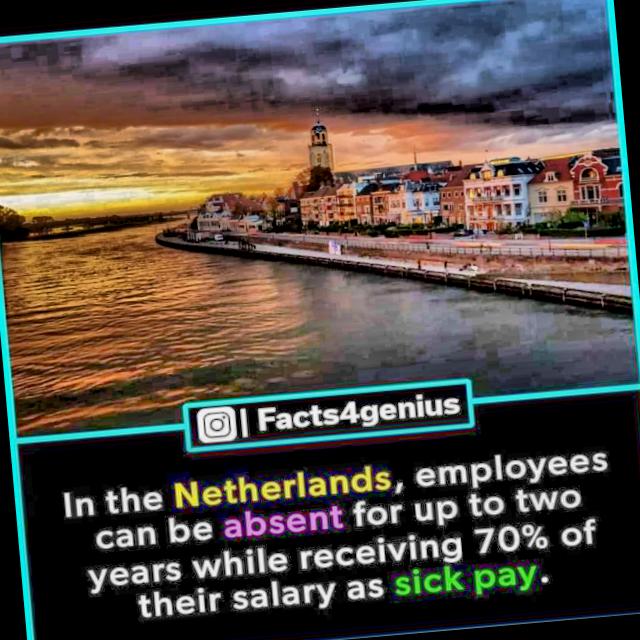 | Facts4genius
In the Netherlands, employees
can be absent for up to two
years while receiving 70% of
their salary as sick pay.